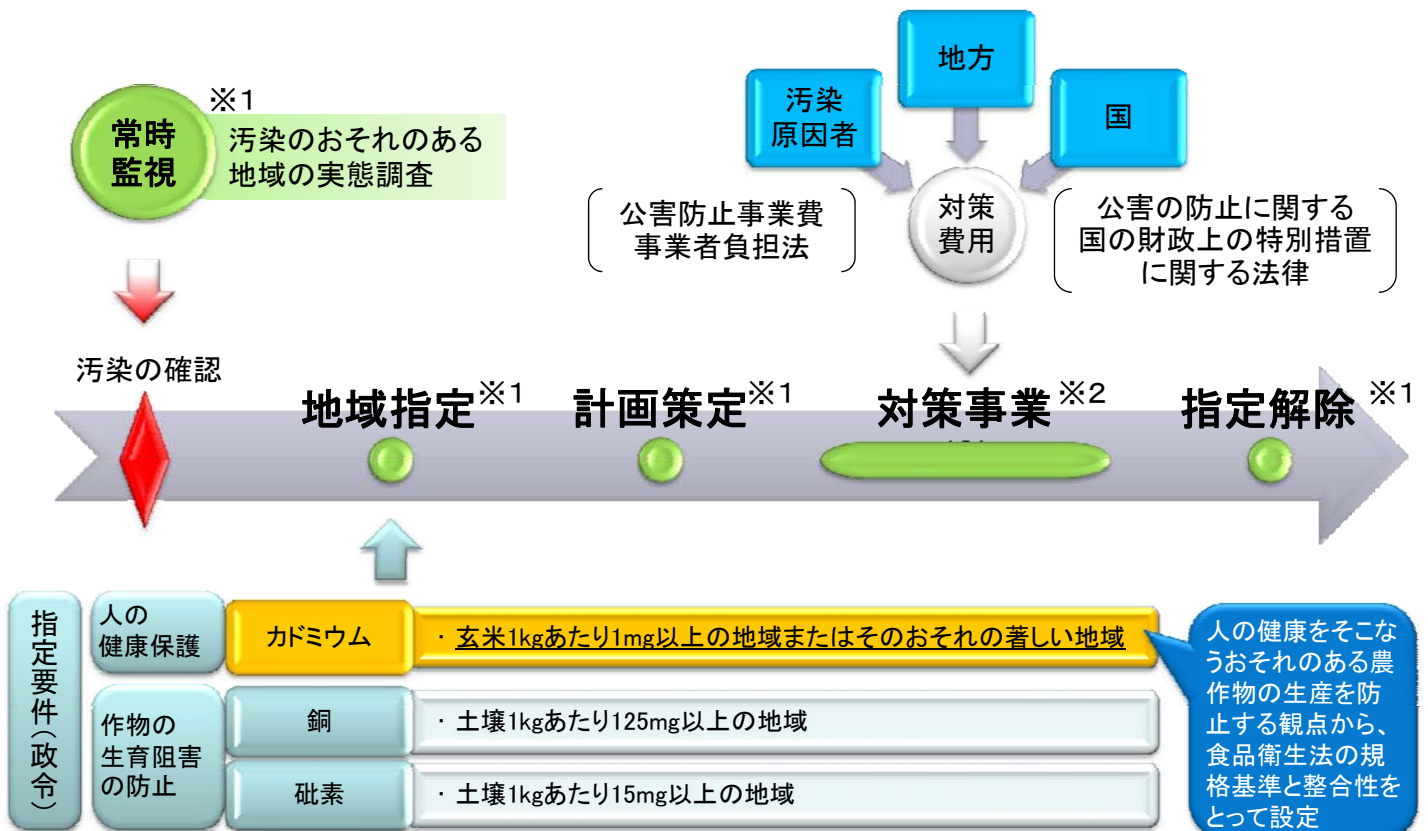 ※1
常時
監視
汚染のおそれのある
地域の実態調査
地方
汚染
原因者
国
公害防止事業費
事業者負担法
対策
費用
公害の防止に関する
国の財政上の特別措置
に関する法律
汚染の確認
地域指定※1
計画策定※1
対策事業※2
指定解除※1
指定要件(政令)
人の
健康保護
カドミウム
・玄米1kgあたり1mg以上の地域またはそのおそれの著しい地域
作物の
生育阻害
の防止
銅
・土壌1kgあたり125mg以上の地域
砒素
・土壌1kgあたり15mg以上の地域
人の健康をそこな
うおそれのある農
作物の生産を防
止する観点から、
食品衛生法の規
格基準と整合性を
とって設定